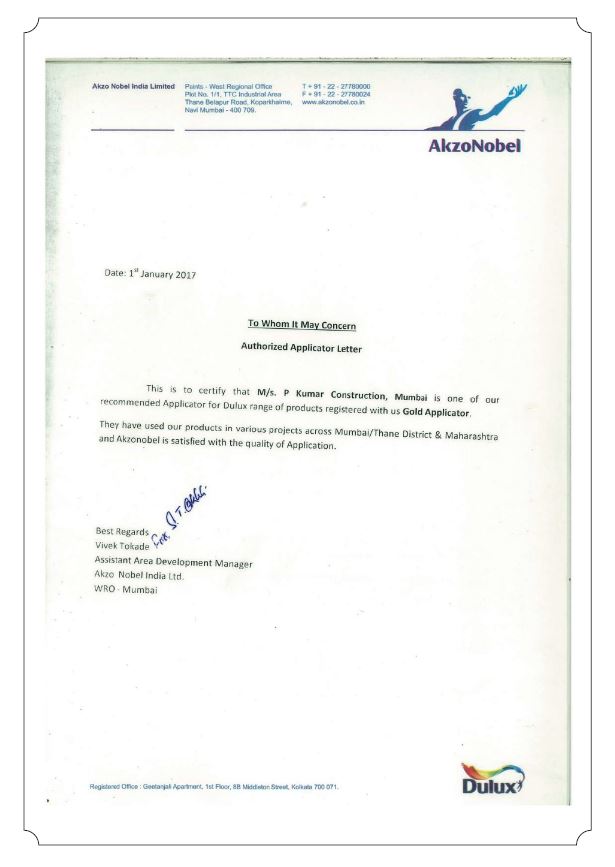 Akzo Nobel India Limited
Paints - West Regional Office
Plot No. 1/1, TTC Industrial Area
Thane Belapur Road, Koparkhairne,
Navi Mumbai - 400 709.
T + 91 - 22 - 27780000
F + 91 - 22 - 27780024
www.akzonobel.co.in
AkzoNobel
Date: 1st January 2017
To Whom It May Concern
Authorized Applicator Letter
This is to certify that M/s. P Kumar Construction, Mumbai is one of our
recommended Applicator for Dulux range of products registered with us Gold Applicator.
They have used our products in various projects across Mumbai/Thane District & Maharashtra
and Akzonobel is satisfied with the quality of Application.
Best Regards
Vivek Tokade
Assistant Area Development Manager
Akzo Nobel India Ltd.
WRO - Mumbai
Registered Office : Geetanjali Apartment, 1st Floor, 8B Middleton Street, Kolkata 700 071.
Dulux